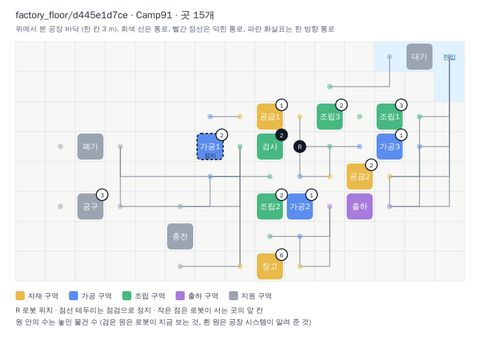 factory_floor/d445e1d7ce · Camp91 · 곳 15개
위에서 본 공장 바닥 (한 칸 3 m). 회색 선은 통로, 빨간 점선은 막힌 통로, 파란 화살표는 한 방향 통로
대기 진입
공급1 1 조립3 2 조립1 3
폐기 가공1 2 검사 2 R 가공3 1
공급2 2
공구 3 조립2 2 가공2 1 출하
충전
창고 6
자재 구역 가공 구역 조립 구역 출하 구역 지원 구역
R 로봇 위치 · 점선 테두리는 점검으로 정지 · 작은 점은 로봇이 서는 곳의 앞 칸
원 안의 수는 놓인 물건 수 (검은 원은 로봇이 지금 보는 것, 흰 원은 공장 시스템이 알려 준 것)